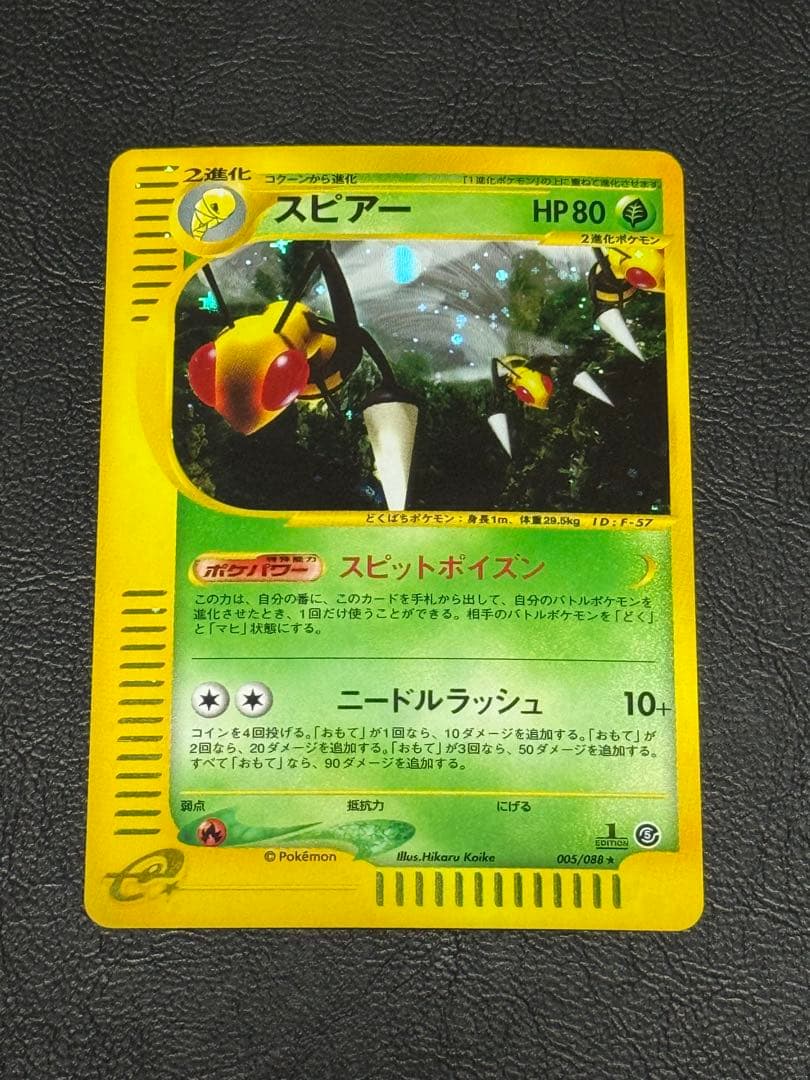 2進化
コクーンから進化
「1進化ポケモン」の上に重ねて進化させます。
スピアー
HP80
2進化ポケモン
どくばちポケモン：身長1m、体重29.5kg ID：F-57
特殊能力
ポケパワー
スピットポイズン
この力は、自分の番に、このカードを手札から出して、自分のバトルポケモンを
進化させたとき、1回だけ使うことができる。相手のバトルポケモンを「どく」
と「マヒ」状態にする。
ニードルラッシュ
10+
コインを4回投げる。「おもて」が1回なら、10ダメージを追加する。「おもて」が
2回なら、20ダメージを追加する。「おもて」が3回なら、50ダメージを追加する。
すべて「おもて」なら、90ダメージを追加する。
弱点
抵抗力
にげる
1
EDITION
5
© Pokémon
Illus.Hikaru Koike
005/088★
e